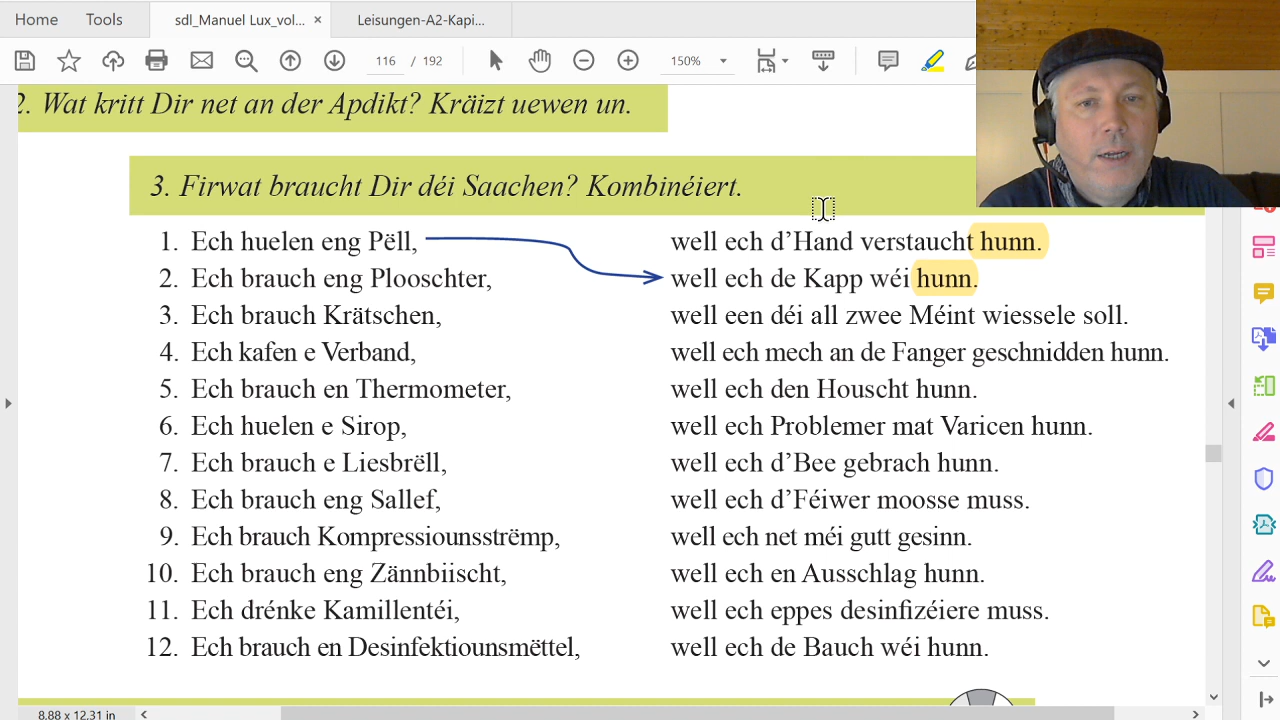 Home Tools sdl_Manuel Lux_vol... × Leisungen-A2-Kapi...
116 / 192 150%
2. Wat kritt Dir net an der Apdikt? Kräizt uewen un.
3. Firwat braucht Dir déi Saachen? Kombinéiert.
1. Ech huelen eng Pëll, well ech d’Hand verstaucht hunn.
2. Ech brauch eng Plooschter, well ech de Kapp wéi hunn.
3. Ech brauch Krätschen, well een déi all zwee Méint wiessele soll.
4. Ech kafen e Verband, well ech mech an de Fanger geschnidden hunn.
5. Ech brauch en Thermometer, well ech den Houscht hunn.
6. Ech huelen e Sirop, well ech Problemer mat Varicen hunn.
7. Ech brauch e Liesbrëll, well ech d’Bee gebrach hunn.
8. Ech brauch eng Sallef, well ech d’Féiwer moosse muss.
9. Ech brauch Kompressiounsstrëmp, well ech net méi gutt gesinn.
10. Ech brauch eng Zännbiischt, well ech en Ausschlag hunn.
11. Ech drénke Kamillentéi, well ech eppes desinfizéiere muss.
12. Ech brauch en Desinfektiounsmëttel, well ech de Bauch wéi hunn.
8.88 x 12.31 in